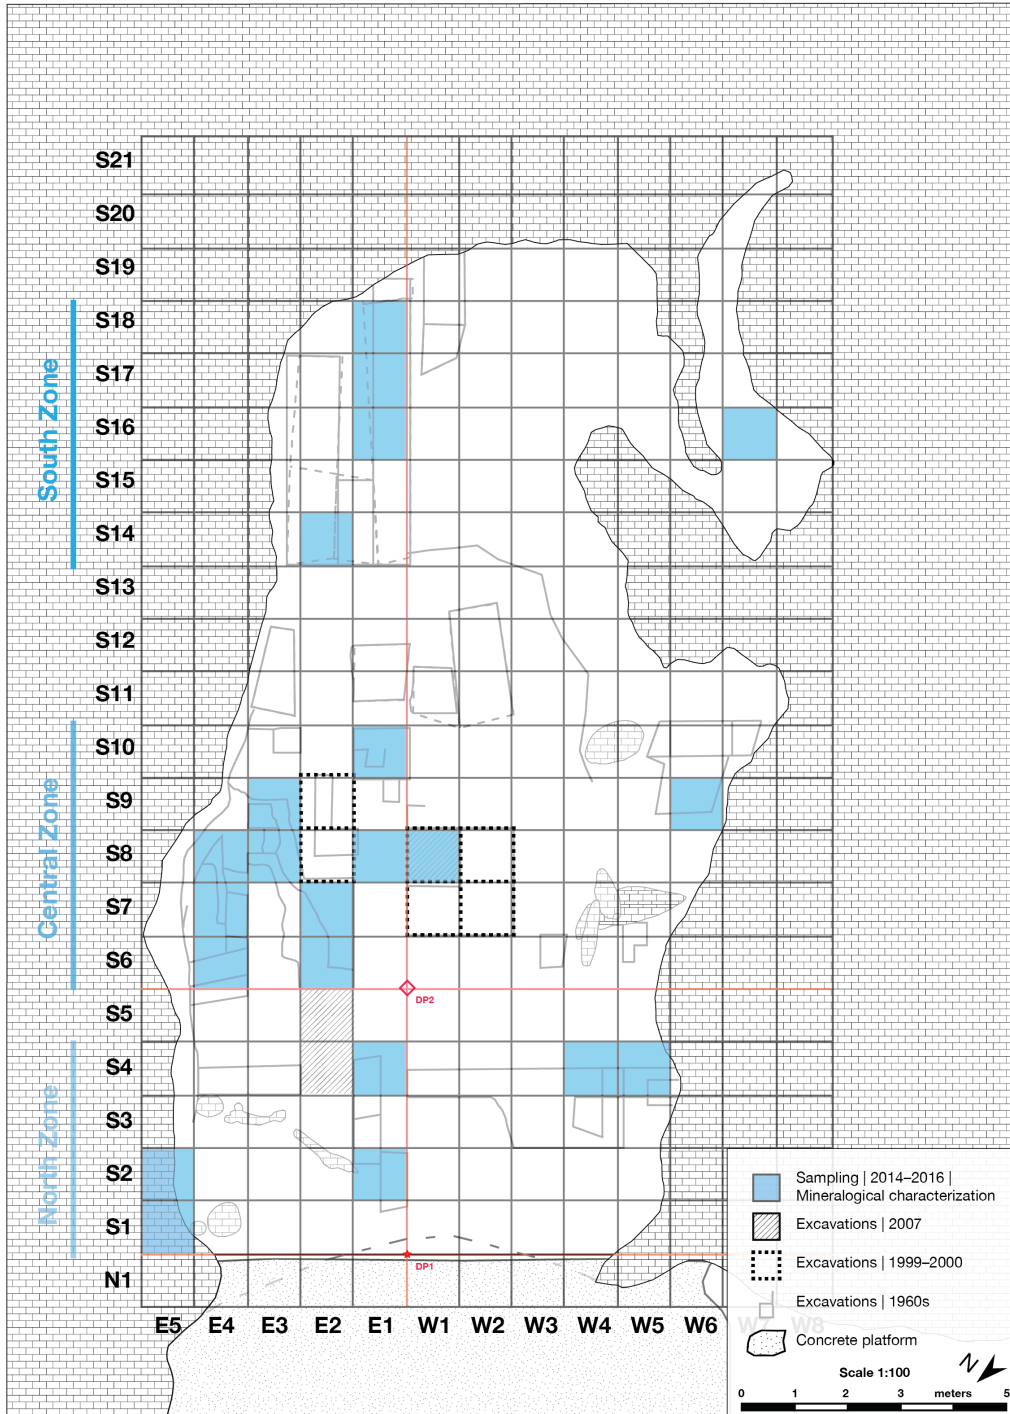 S21
S20
S19
S18
S17
S16
S15
S14
S13
S12
S11
S10
S9
S8
S7
S6
S5
S4
S3
S2
S1
N1
South Zone
Central Zone
North Zone
DP2
DP1
E5 E4 E3 E2 E1 W1 W2 W3 W4 W5 W6 W7 W8
Sampling | 2014–2016 |
Mineralogical characterization
Excavations | 2007
Excavations | 1999–2000
Excavations | 1960s
Concrete platform
N
Scale 1:100
0 1 2 3 meters 5